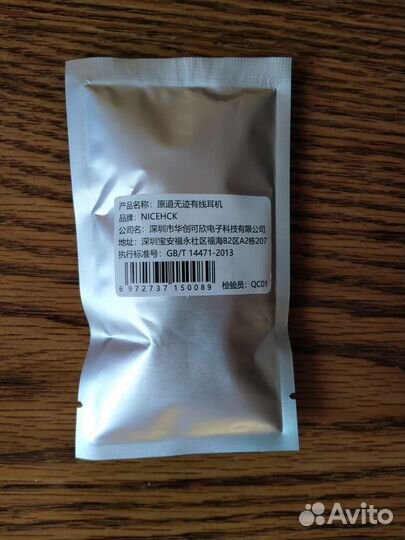 产品名称：原道无迹有线耳机
品牌：NICEHCK
公司名：深圳市华创可欣电子科技有限公司
地址：深圳宝安福永社区福海B2区A2栋207
执行标准号：GB/T 14471-2013
6 972737 150089 检验员：QC01
Avito